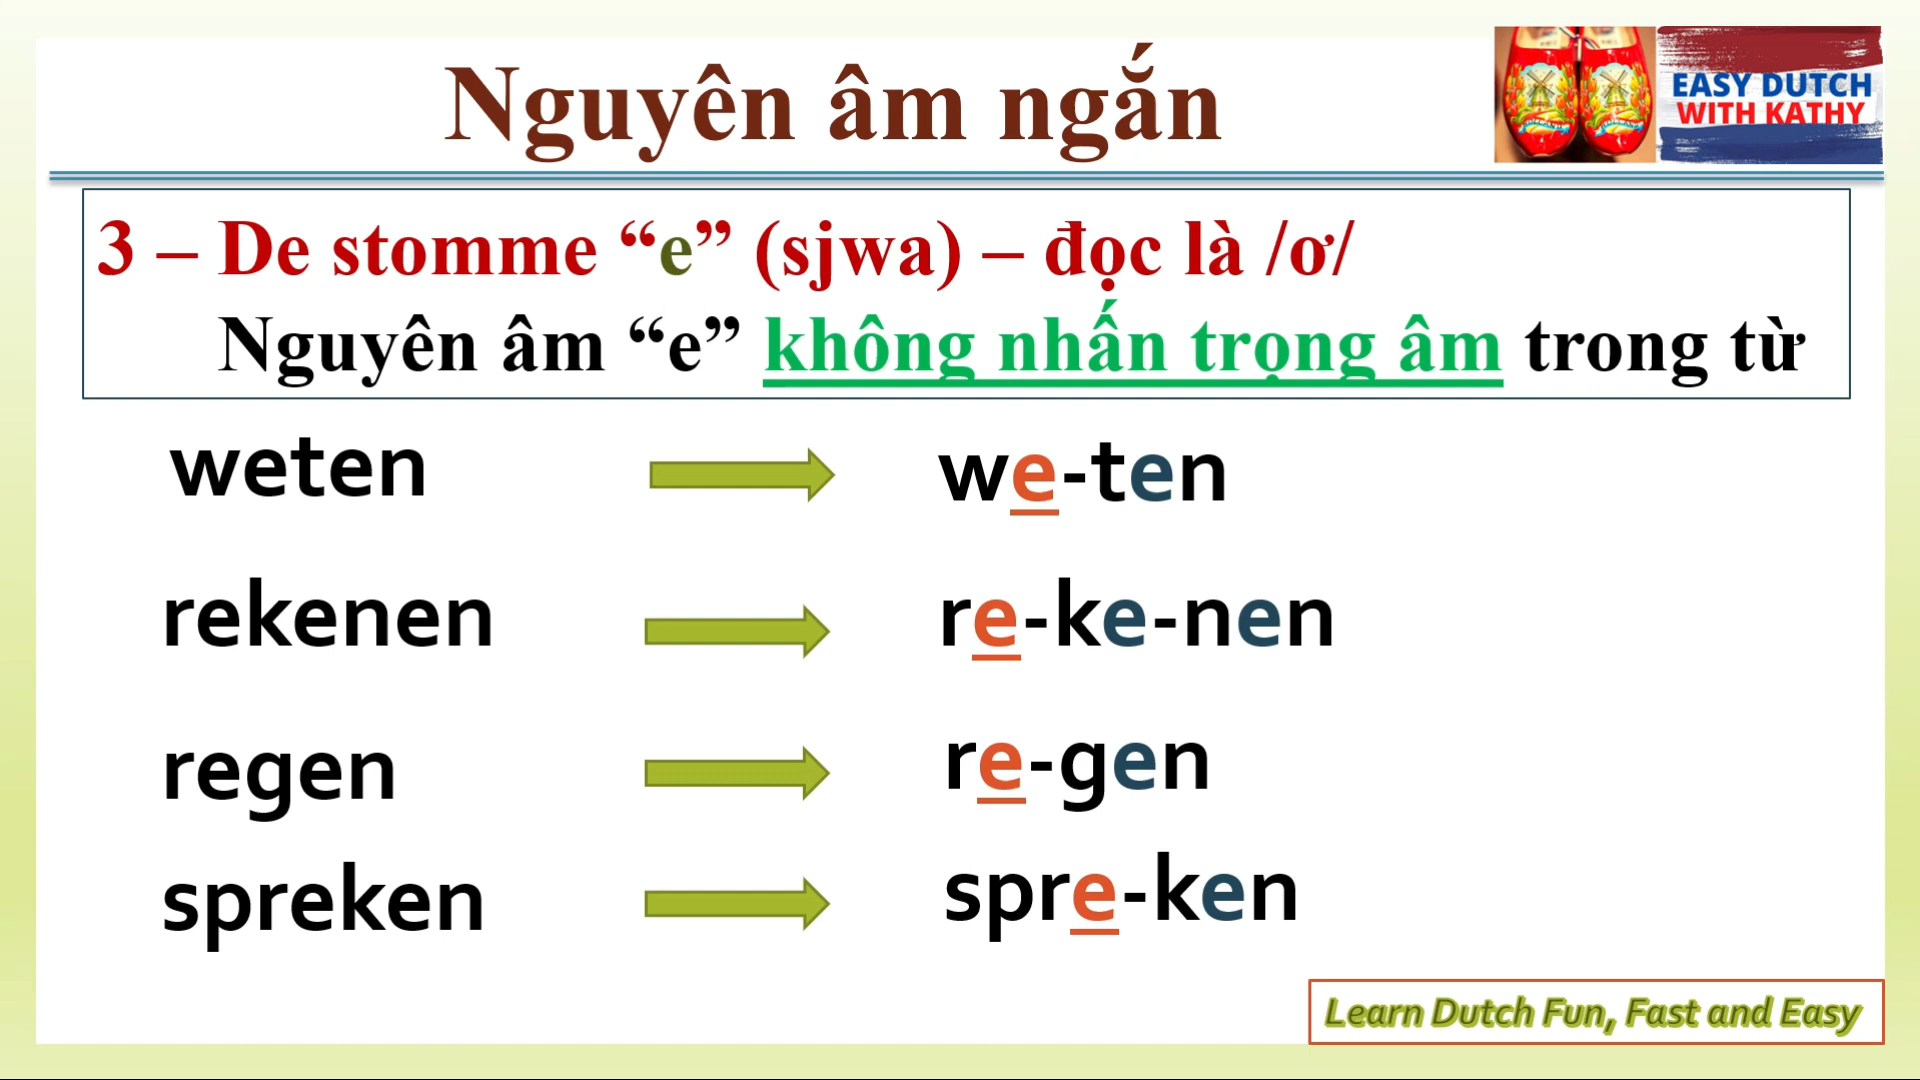 Nguyên âm ngắn
EASY DUTCH
WITH KATHY
3 – De stomme “e” (sjwa) – đọc là /ơ/
Nguyên âm “e” không nhấn trọng âm trong từ
weten we-ten
rekenen re-ke-nen
regen re-gen
spreken spre-ken
Learn Dutch Fun, Fast and Easy